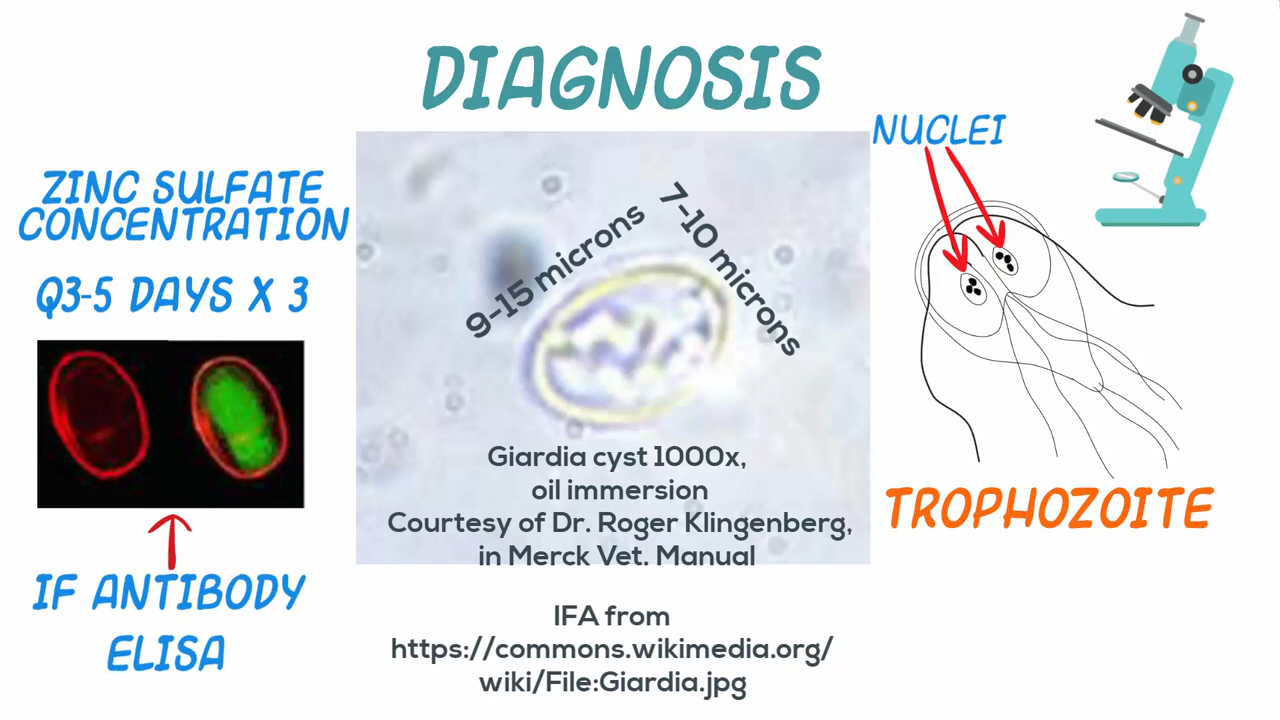 DIAGNOSIS
ZINC SULFATE
CONCENTRATION
Q3-5 DAYS X 3
IF ANTIBODY
ELISA
9-15 microns
7-10 microns
Giardia cyst 1000x,
oil immersion
Courtesy of Dr. Roger Klingenberg,
in Merck Vet. Manual
IFA from
https://commons.wikimedia.org/
wiki/File:Giardia.jpg
NUCLEI
TROPHOZOITE